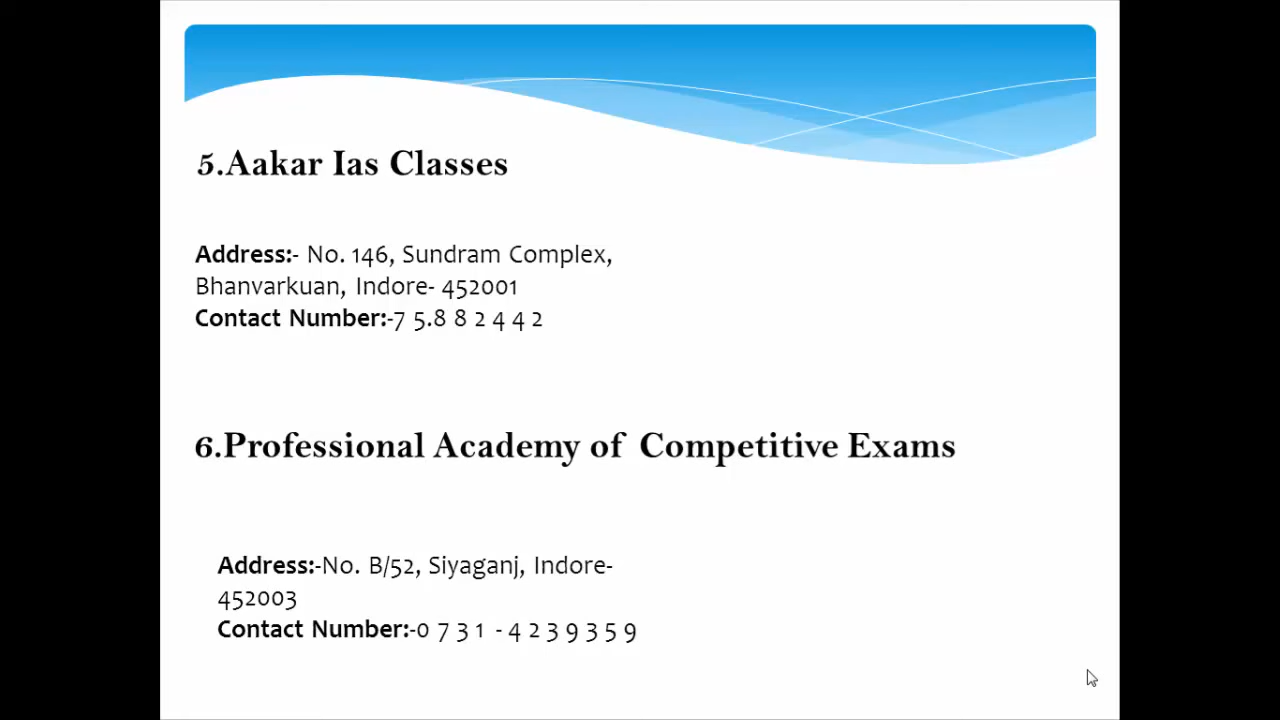 5.Aakar Ias Classes
Address:- No. 146, Sundram Complex,
Bhanvarkuan, Indore- 452001
Contact Number:-7 5.8 8 2 4 4 2
6.Professional Academy of Competitive Exams
Address:-No. B/52, Siyaganj, Indore-
452003
Contact Number:-0 7 3 1 - 4 2 3 9 3 5 9